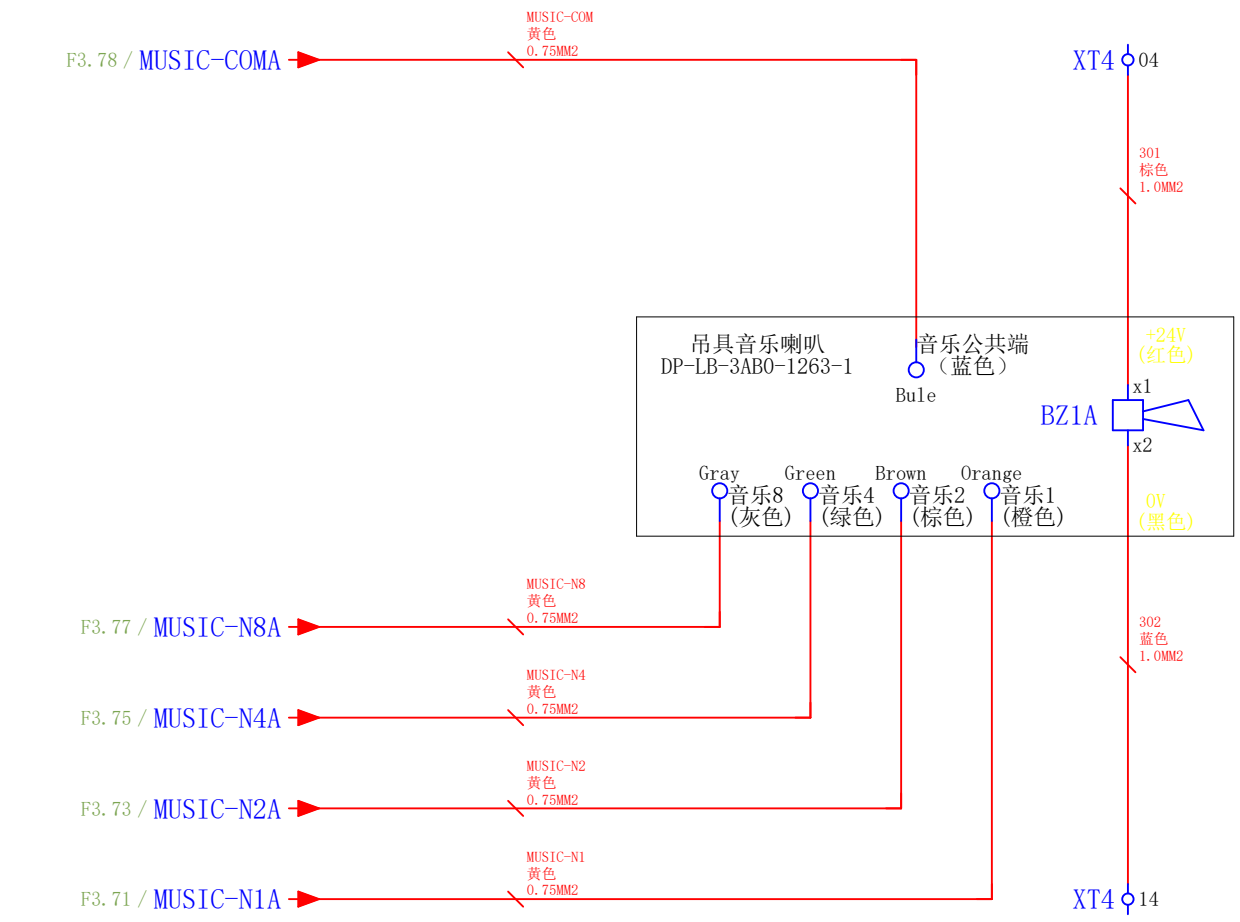 MUSIC-COM
黄色
0.75MM2
F3.78 / MUSIC-COMA
XT4 04
301
棕色
1.0MM2
吊具音乐喇叭
DP-LB-3AB0-1263-1
音乐公共端
（蓝色）
Bule
+24V
(红色)
x1
BZ1A
x2
Gray
Green
Brown
Orange
音乐8
(灰色)
音乐4
(绿色)
音乐2
(棕色)
音乐1
(橙色)
0V
(黑色)
MUSIC-N8
黄色
0.75MM2
F3.77 / MUSIC-N8A
302
蓝色
1.0MM2
MUSIC-N4
黄色
0.75MM2
F3.75 / MUSIC-N4A
MUSIC-N2
黄色
0.75MM2
F3.73 / MUSIC-N2A
MUSIC-N1
黄色
0.75MM2
F3.71 / MUSIC-N1A
XT4 14